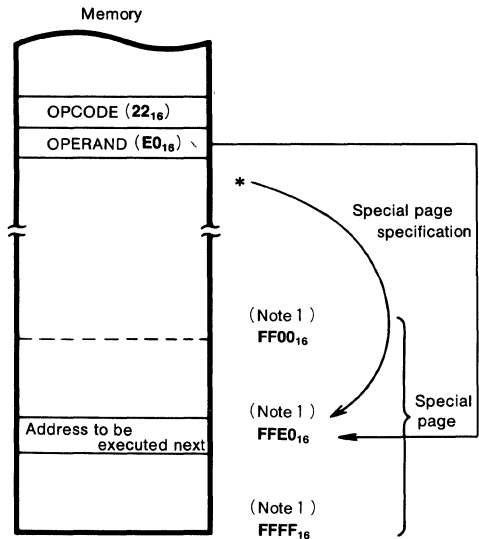 Memory
OPCODE (22₁₆)
OPERAND (E0₁₆)
*
Special page
specification
(Note 1)
FF00₁₆
(Note 1)
FFE0₁₆
Special
page
Address to be
executed next
(Note 1)
FFFF₁₆